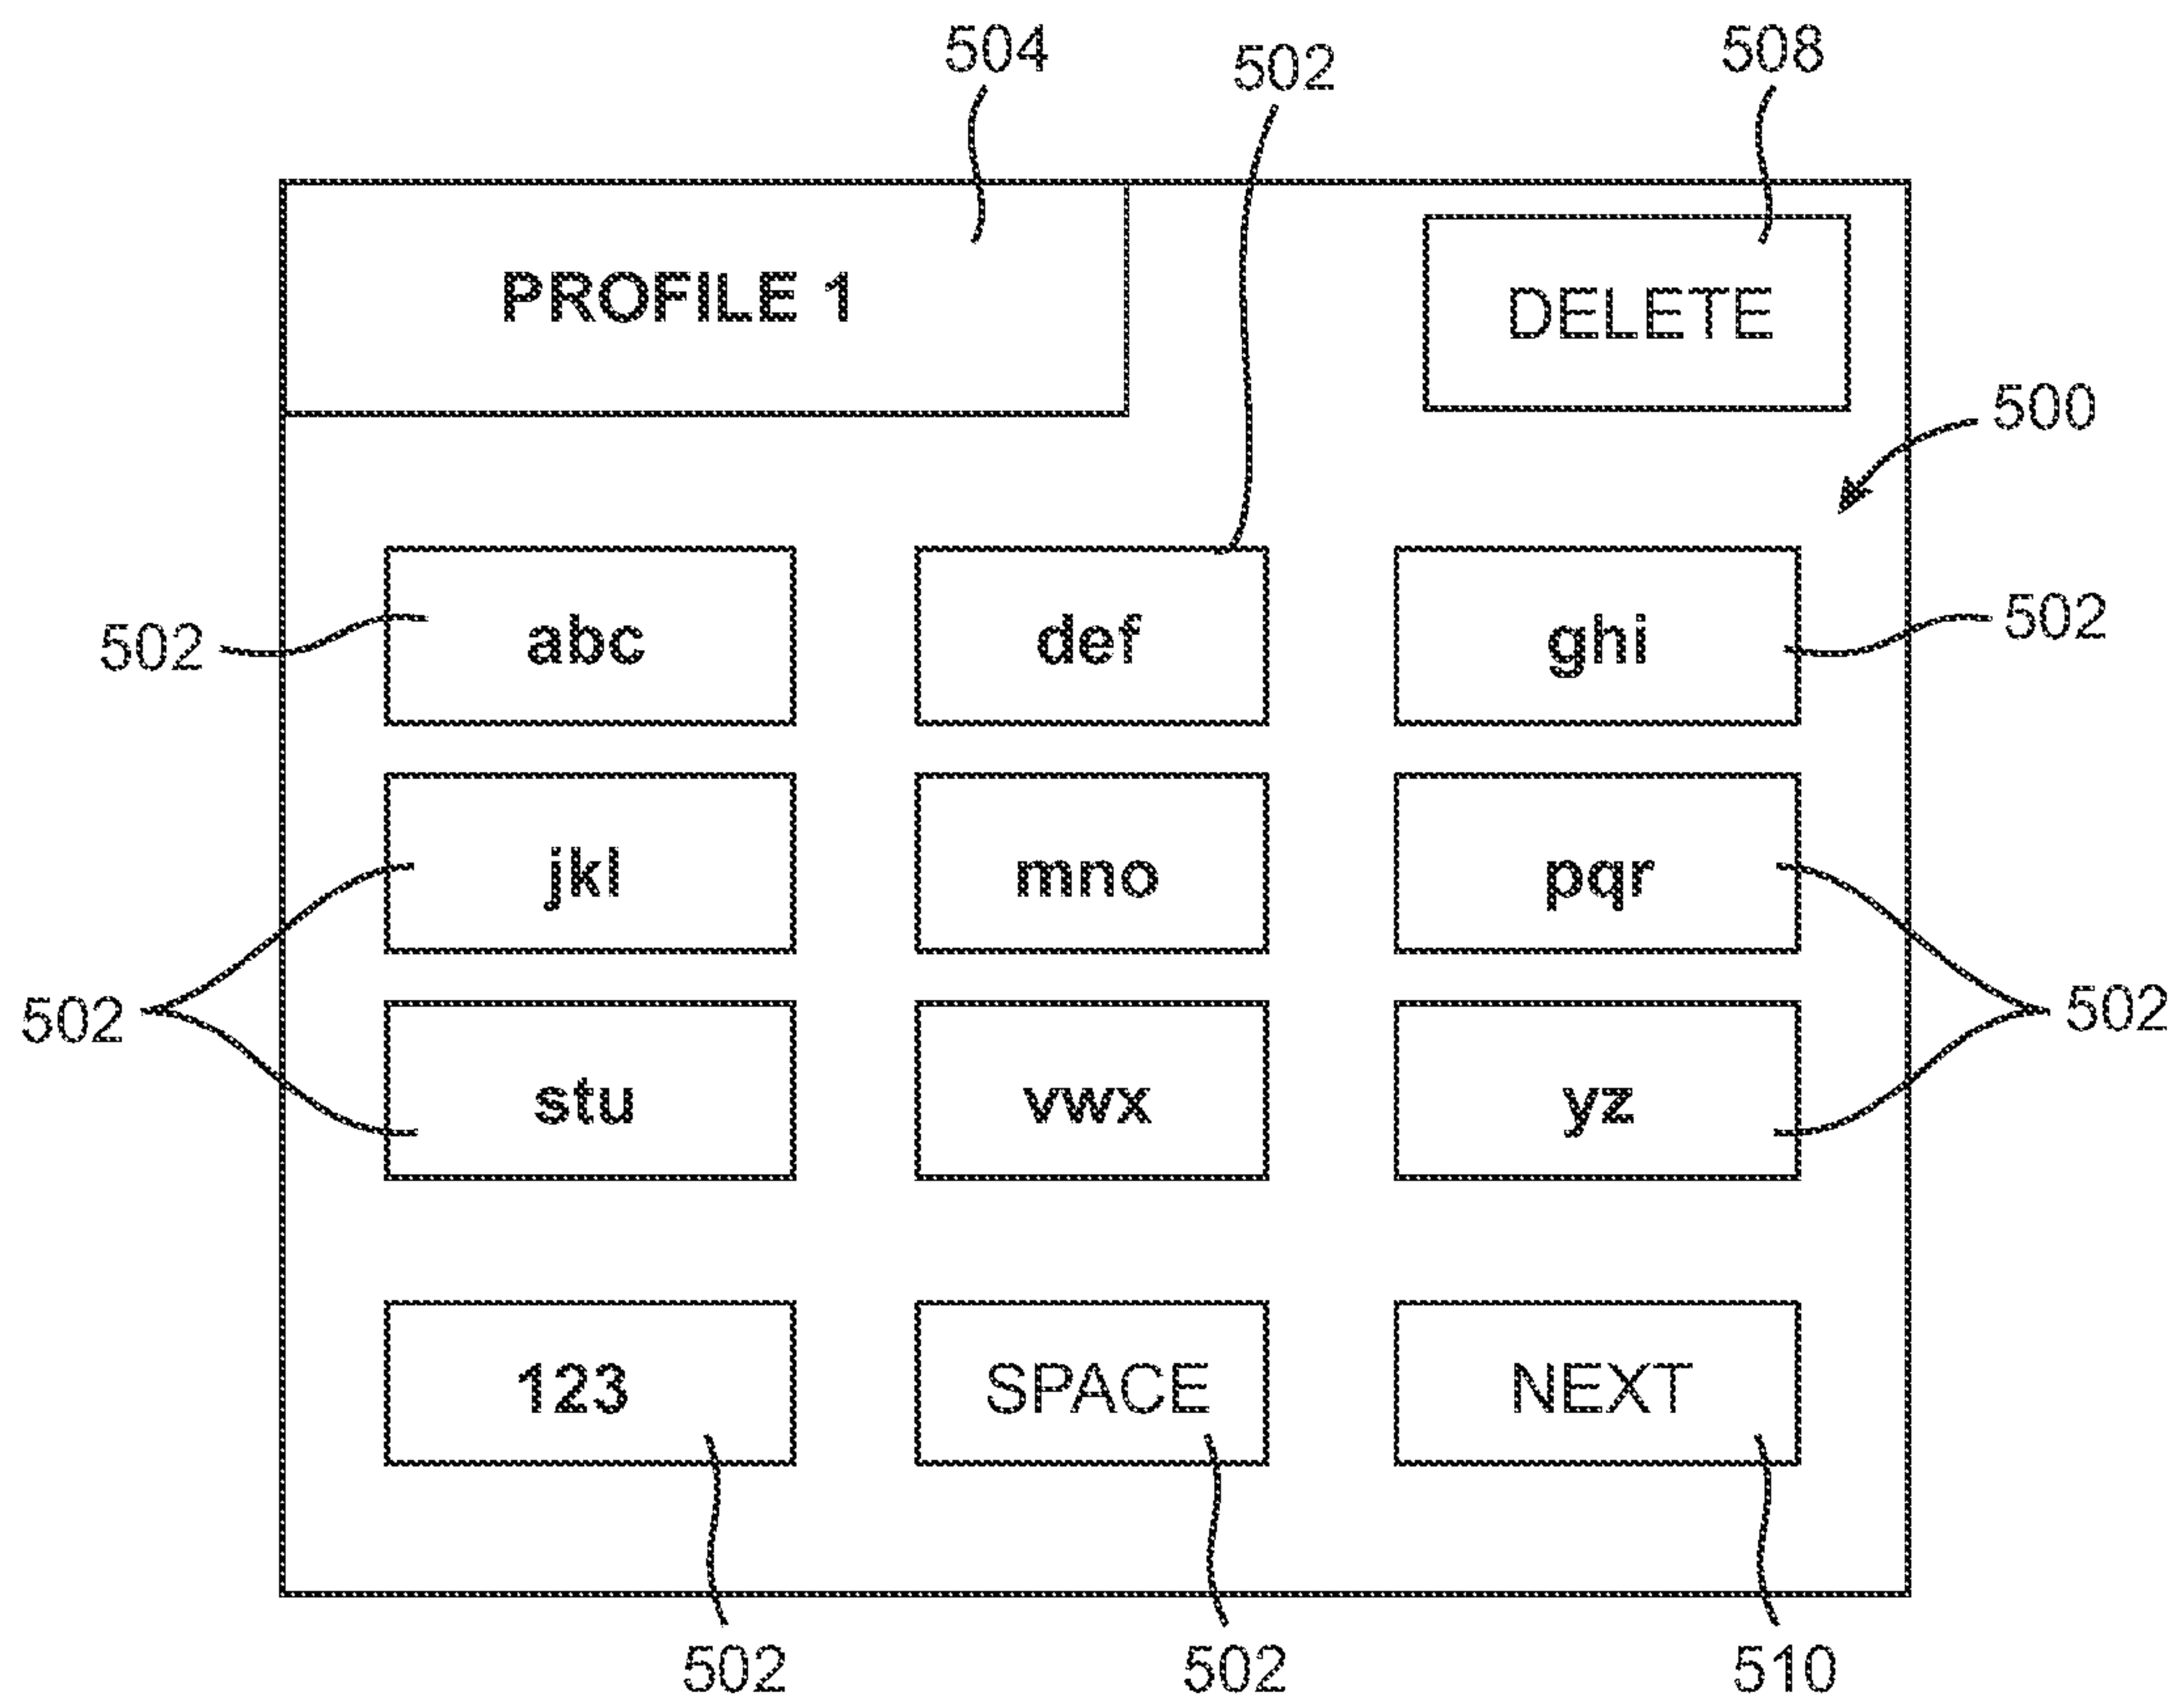 504
502
508
PROFILE 1
DELETE
500
502
abc
def
ghi
502
jkl
mno
pqr
502
stu
vwx
yz
502
123
SPACE
NEXT
502
502
510